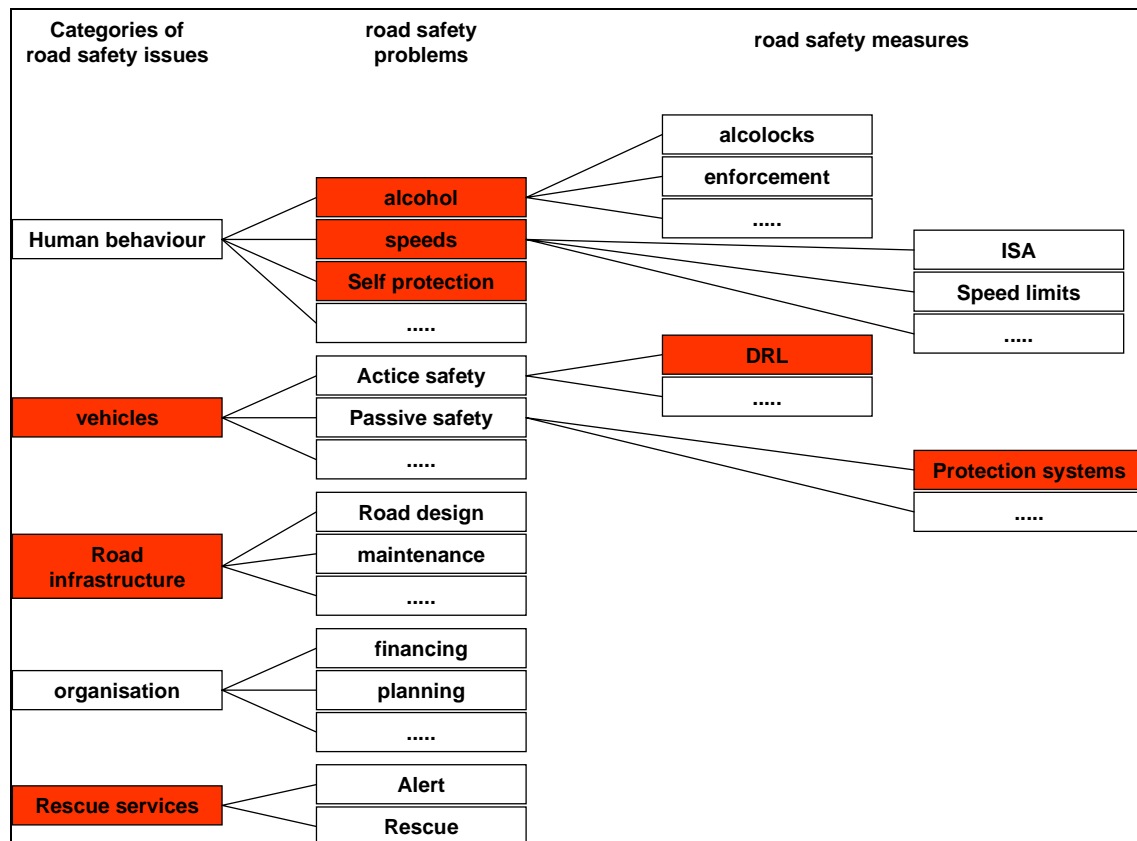 Categories of
road safety issues
road safety
problems
road safety measures
alcolocks
enforcement
.....
alcohol
speeds
Self protection
.....
Human behaviour
ISA
Speed limits
.....
Actice safety
Passive safety
.....
vehicles
DRL
.....
Protection systems
.....
Road design
maintenance
.....
Road
infrastructure
financing
planning
.....
organisation
Alert
Rescue
Rescue services